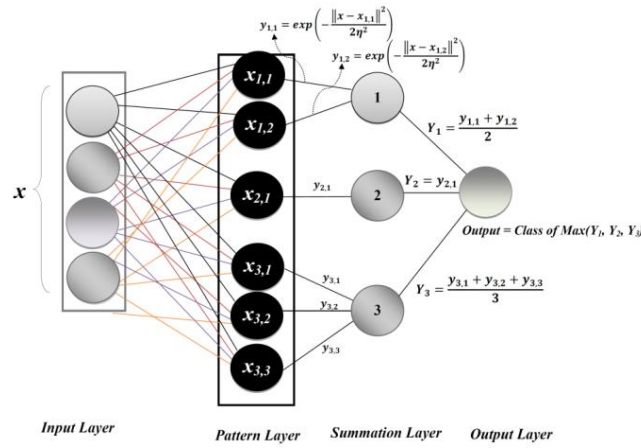 y₁,₁ = exp(−‖x − x₁,₁‖² / 2η²)
y₁,₂ = exp(−‖x − x₁,₂‖² / 2η²)
x
x₁,₁
x₁,₂
x₂,₁
x₃,₁
x₃,₂
x₃,₃
y₂,₁
y₃,₁
y₃,₂
y₃,₃
1
2
3
Y₁ = (y₁,₁ + y₁,₂) / 2
Y₂ = y₂,₁
Output = Class of Max(Y₁, Y₂, Y₃)
Y₃ = (y₃,₁ + y₃,₂ + y₃,₃) / 3
Input Layer
Pattern Layer
Summation Layer
Output Layer